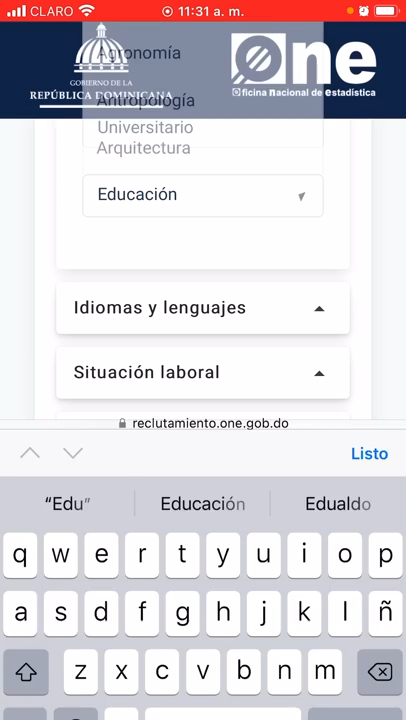 CLARO 11:31 a. m.
Agronomía
GOBIERNO DE LA
REPÚBLICA DOMINICANA
Antropología
One
Oficina nacional de estadística
Universitario
Arquitectura
Educación
Idiomas y lenguajes
Situación laboral
reclutamiento.one.gob.do
Listo
“Edu” Educación Edualdo
q w e r t y u i o p
a s d f g h j k l ñ
z x c v b n m